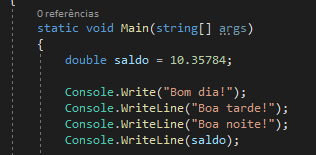 {
0 referências
static void Main(string[] args)
{
double saldo = 10.35784;
Console.Write("Bom dia!");
Console.WriteLine("Boa tarde!");
Console.WriteLine("Boa noite!");
Console.WriteLine(saldo);